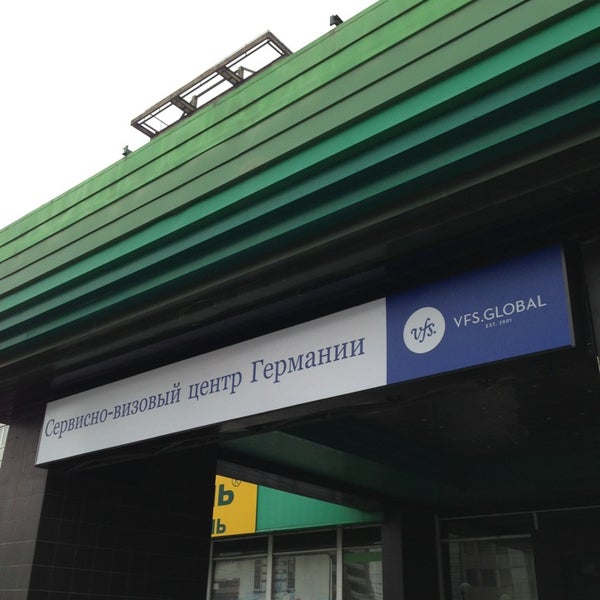 Сервисно-визовый центр Германии
vfs.
VFS.GLOBAL
EST. 2001